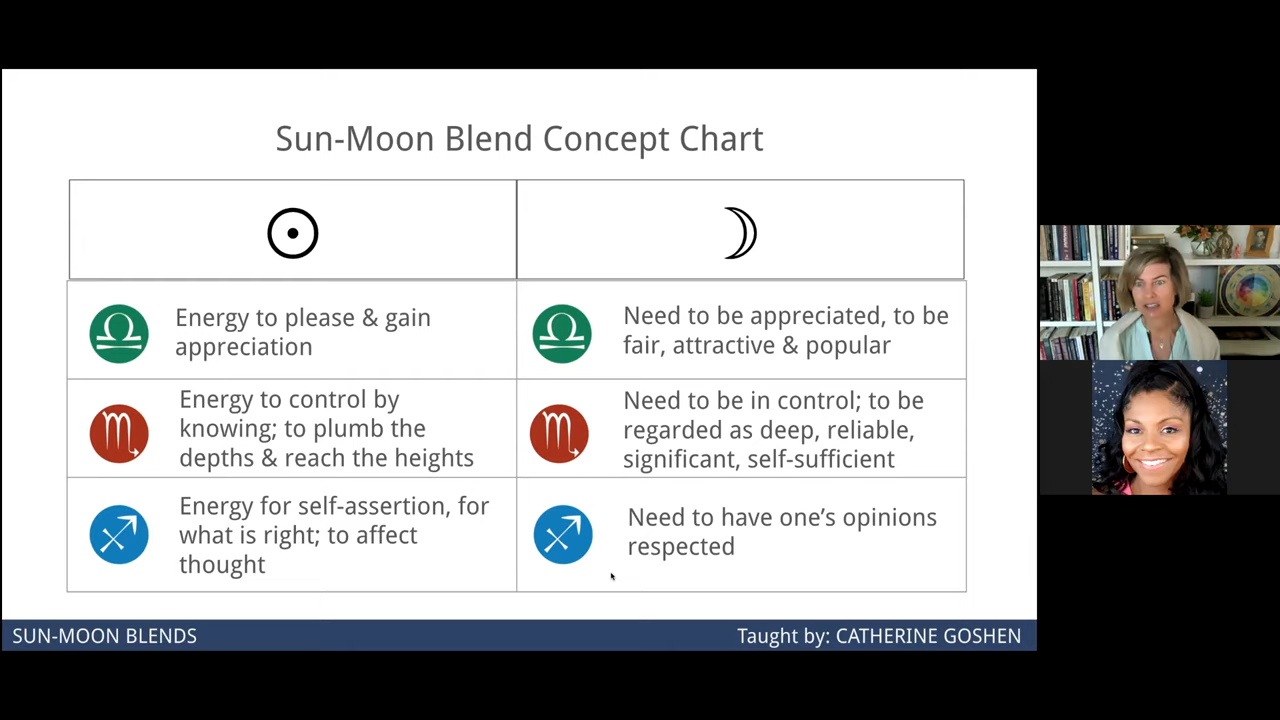 Sun-Moon Blend Concept Chart
Energy to please & gain
appreciation
Need to be appreciated, to be
fair, attractive & popular
Energy to control by
knowing; to plumb the
depths & reach the heights
Need to be in control; to be
regarded as deep, reliable,
significant, self-sufficient
Energy for self-assertion, for
what is right; to affect
thought
Need to have one’s opinions
respected
SUN-MOON BLENDS
Taught by: CATHERINE GOSHEN